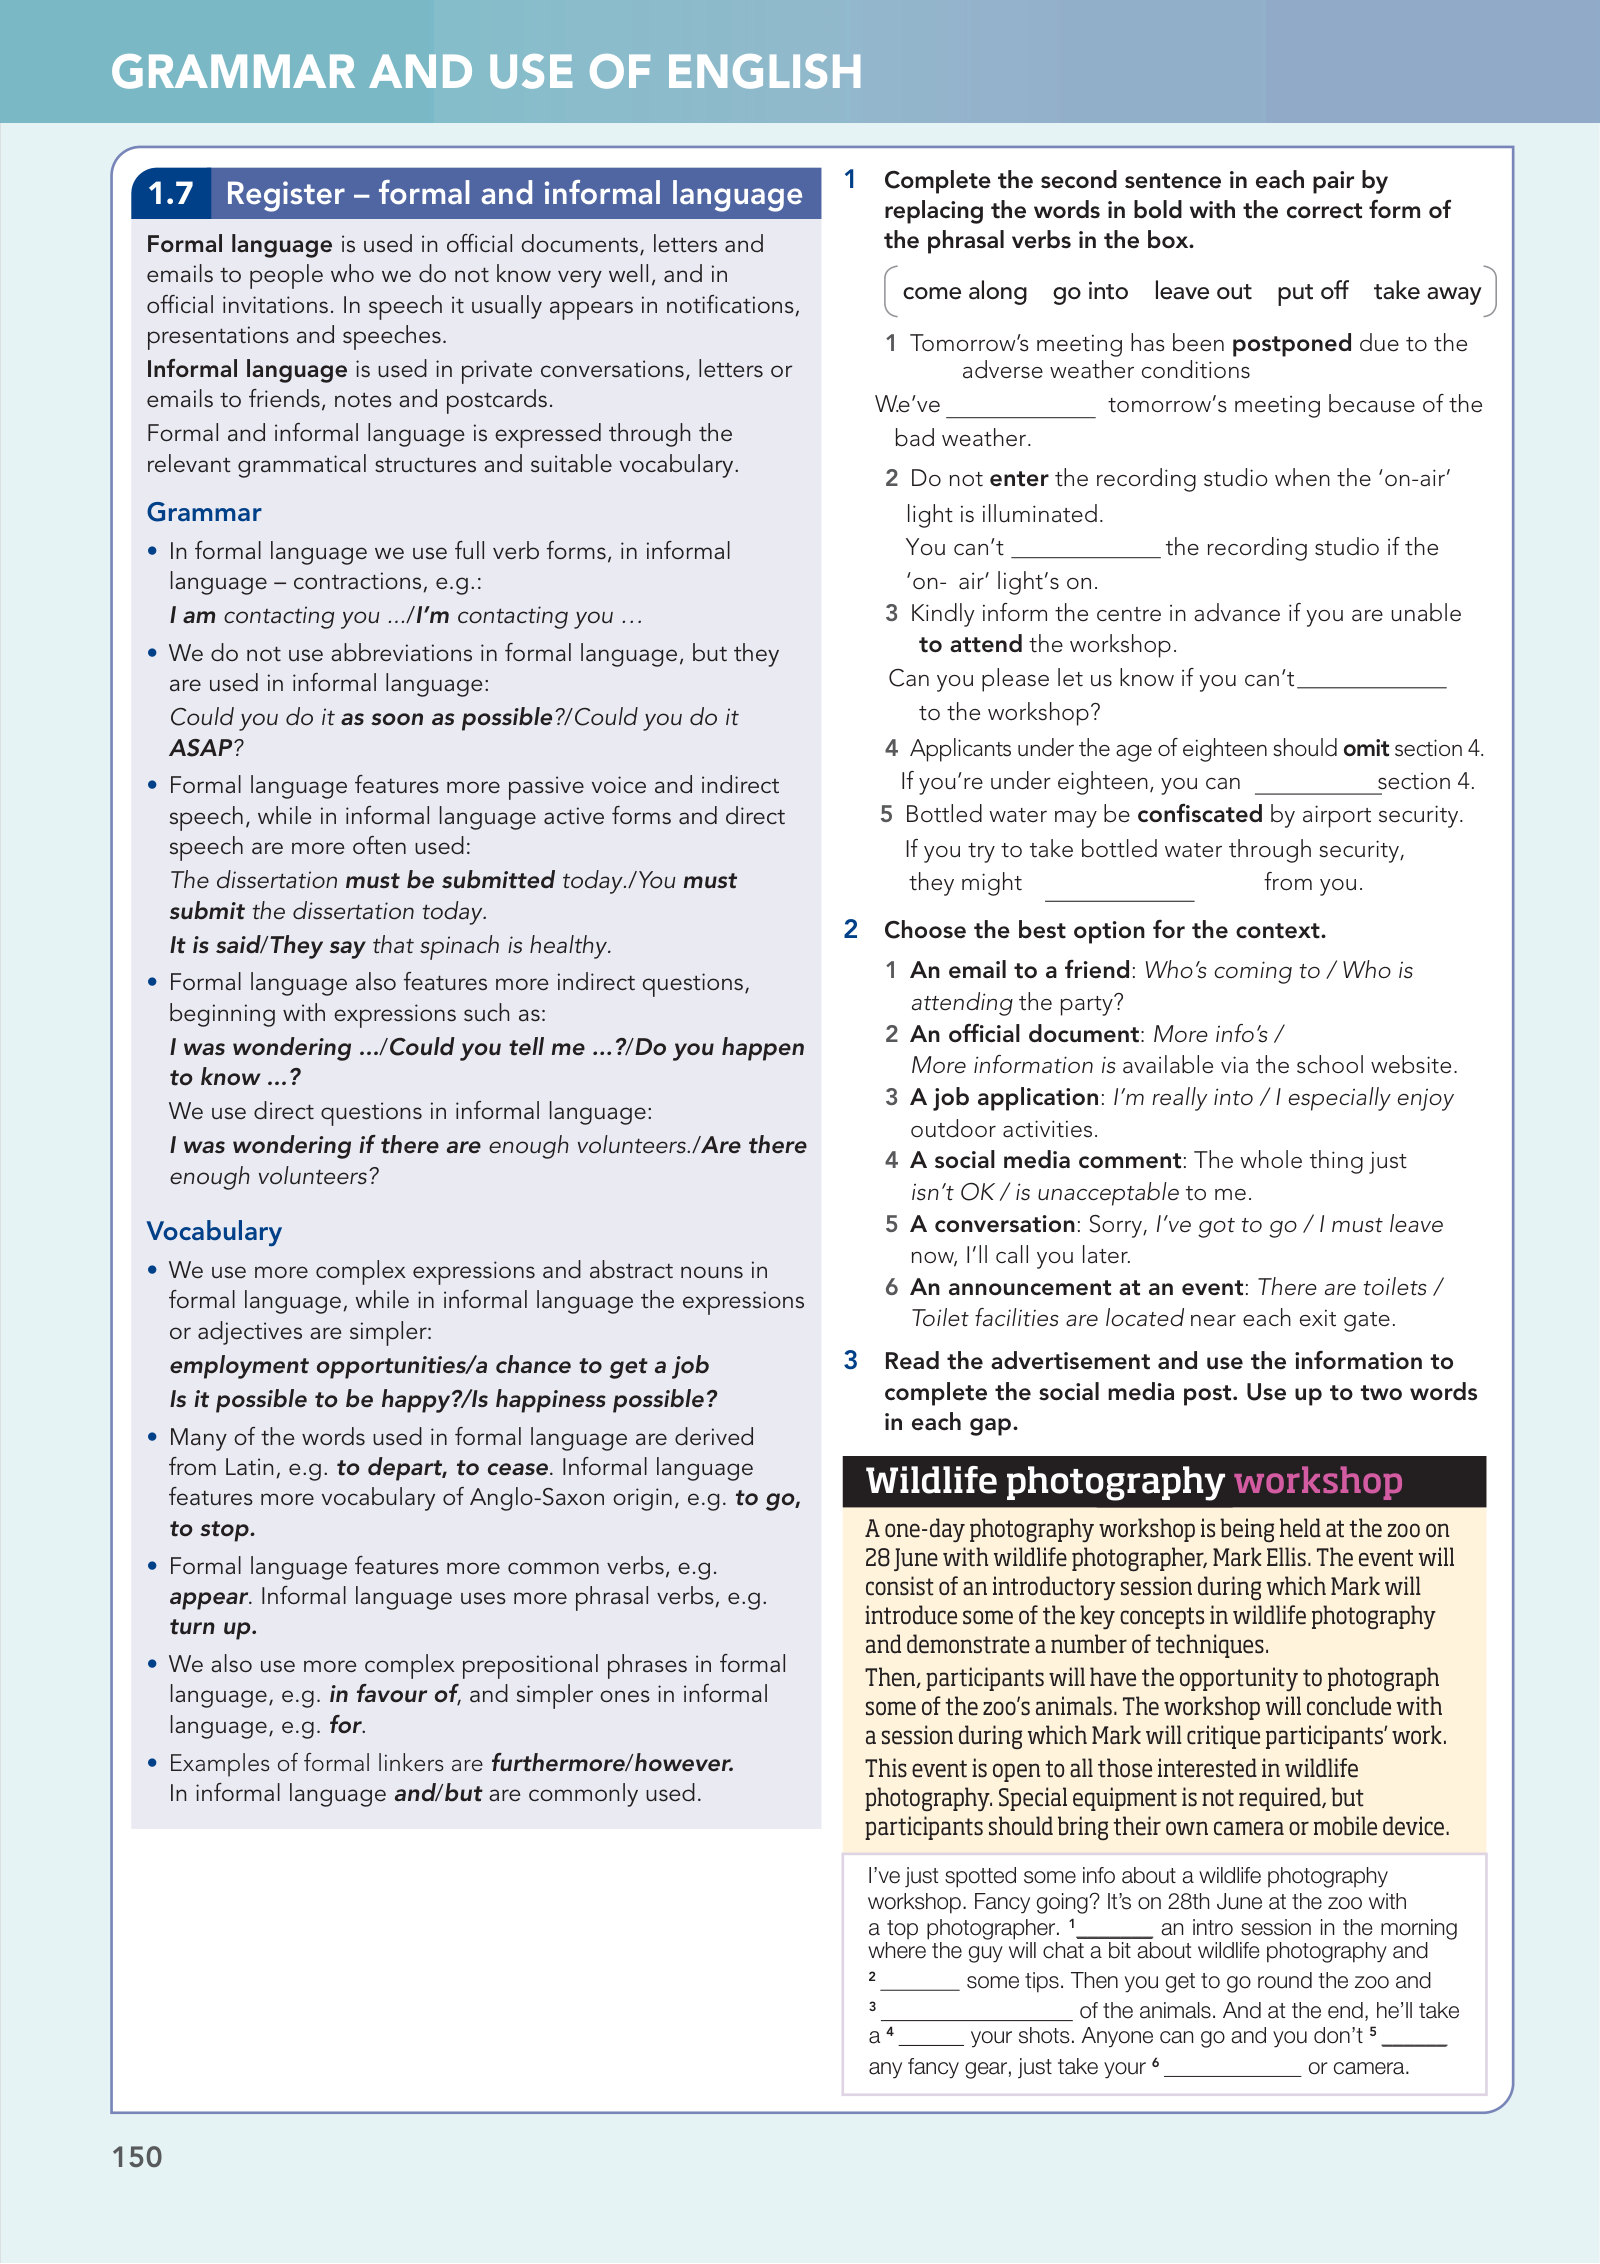 GRAMMAR AND USE OF ENGLISH
1.7 Register – formal and informal language
Formal language is used in official documents, letters and
emails to people who we do not know very well, and in
official invitations. In speech it usually appears in notifications,
presentations and speeches.
Informal language is used in private conversations, letters or
emails to friends, notes and postcards.
Formal and informal language is expressed through the
relevant grammatical structures and suitable vocabulary.
Grammar
• In formal language we use full verb forms, in informal
language – contractions, e.g.:
I am contacting you .../I’m contacting you …
• We do not use abbreviations in formal language, but they
are used in informal language:
Could you do it as soon as possible?/Could you do it
ASAP?
• Formal language features more passive voice and indirect
speech, while in informal language active forms and direct
speech are more often used:
The dissertation must be submitted today./You must
submit the dissertation today.
It is said/They say that spinach is healthy.
• Formal language also features more indirect questions,
beginning with expressions such as:
I was wondering .../Could you tell me ...?/Do you happen
to know ...?
We use direct questions in informal language:
I was wondering if there are enough volunteers./Are there
enough volunteers?
Vocabulary
• We use more complex expressions and abstract nouns in
formal language, while in informal language the expressions
or adjectives are simpler:
employment opportunities/a chance to get a job
Is it possible to be happy?/Is happiness possible?
• Many of the words used in formal language are derived
from Latin, e.g. to depart, to cease. Informal language
features more vocabulary of Anglo-Saxon origin, e.g. to go,
to stop.
• Formal language features more common verbs, e.g.
appear. Informal language uses more phrasal verbs, e.g.
turn up.
• We also use more complex prepositional phrases in formal
language, e.g. in favour of, and simpler ones in informal
language, e.g. for.
• Examples of formal linkers are furthermore/however.
In informal language and/but are commonly used.
1 Complete the second sentence in each pair by
replacing the words in bold with the correct form of
the phrasal verbs in the box.
come along go into leave out put off take away
1 Tomorrow’s meeting has been postponed due to the
adverse weather conditions
W.e’ve ____________ tomorrow’s meeting because of the
bad weather.
2 Do not enter the recording studio when the ‘on-air’
light is illuminated.
You can’t ____________ the recording studio if the
‘on- air’ light’s on.
3 Kindly inform the centre in advance if you are unable
to attend the workshop.
Can you please let us know if you can’t ____________
to the workshop?
4 Applicants under the age of eighteen should omit section 4.
If you’re under eighteen, you can __________ section 4.
5 Bottled water may be confiscated by airport security.
If you try to take bottled water through security,
they might ____________ from you.
2 Choose the best option for the context.
1 An email to a friend: Who’s coming to / Who is
attending the party?
2 An official document: More info’s /
More information is available via the school website.
3 A job application: I’m really into / I especially enjoy
outdoor activities.
4 A social media comment: The whole thing just
isn’t OK / is unacceptable to me.
5 A conversation: Sorry, I’ve got to go / I must leave
now, I’ll call you later.
6 An announcement at an event: There are toilets /
Toilet facilities are located near each exit gate.
3 Read the advertisement and use the information to
complete the social media post. Use up to two words
in each gap.
Wildlife photography workshop
A one-day photography workshop is being held at the zoo on
28 June with wildlife photographer, Mark Ellis. The event will
consist of an introductory session during which Mark will
introduce some of the key concepts in wildlife photography
and demonstrate a number of techniques.
Then, participants will have the opportunity to photograph
some of the zoo’s animals. The workshop will conclude with
a session during which Mark will critique participants’ work.
This event is open to all those interested in wildlife
photography. Special equipment is not required, but
participants should bring their own camera or mobile device.
I’ve just spotted some info about a wildlife photography
workshop. Fancy going? It’s on 28th June at the zoo with
a top photographer. 1 ______ an intro session in the morning
where the guy will chat a bit about wildlife photography and
2 ______ some tips. Then you get to go round the zoo and
3 ________________ of the animals. And at the end, he’ll take
a 4 _____ your shots. Anyone can go and you don’t 5 _____
any fancy gear, just take your 6 ___________ or camera.
150